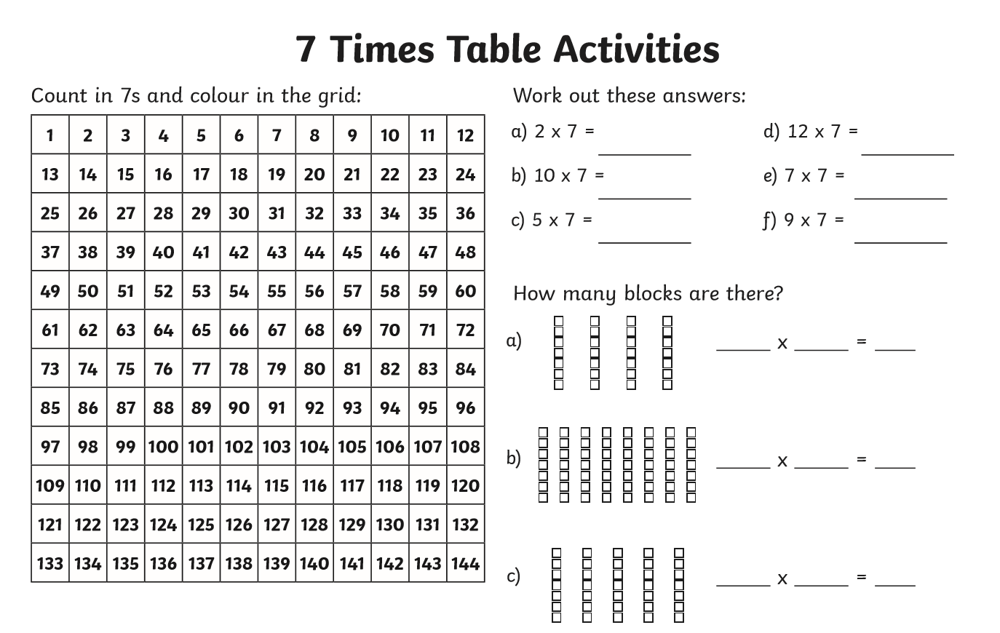 7 Times Table Activities
Count in 7s and colour in the grid:
1 2 3 4 5 6 7 8 9 10 11 12
13 14 15 16 17 18 19 20 21 22 23 24
25 26 27 28 29 30 31 32 33 34 35 36
37 38 39 40 41 42 43 44 45 46 47 48
49 50 51 52 53 54 55 56 57 58 59 60
61 62 63 64 65 66 67 68 69 70 71 72
73 74 75 76 77 78 79 80 81 82 83 84
85 86 87 88 89 90 91 92 93 94 95 96
97 98 99 100 101 102 103 104 105 106 107 108
109 110 111 112 113 114 115 116 117 118 119 120
121 122 123 124 125 126 127 128 129 130 131 132
133 134 135 136 137 138 139 140 141 142 143 144
Work out these answers:
a) 2 x 7 =
b) 10 x 7 =
c) 5 x 7 =
d) 12 x 7 =
e) 7 x 7 =
f) 9 x 7 =
How many blocks are there?
a) _____ x _____ = ____
b) _____ x _____ = ____
c) _____ x _____ = ____